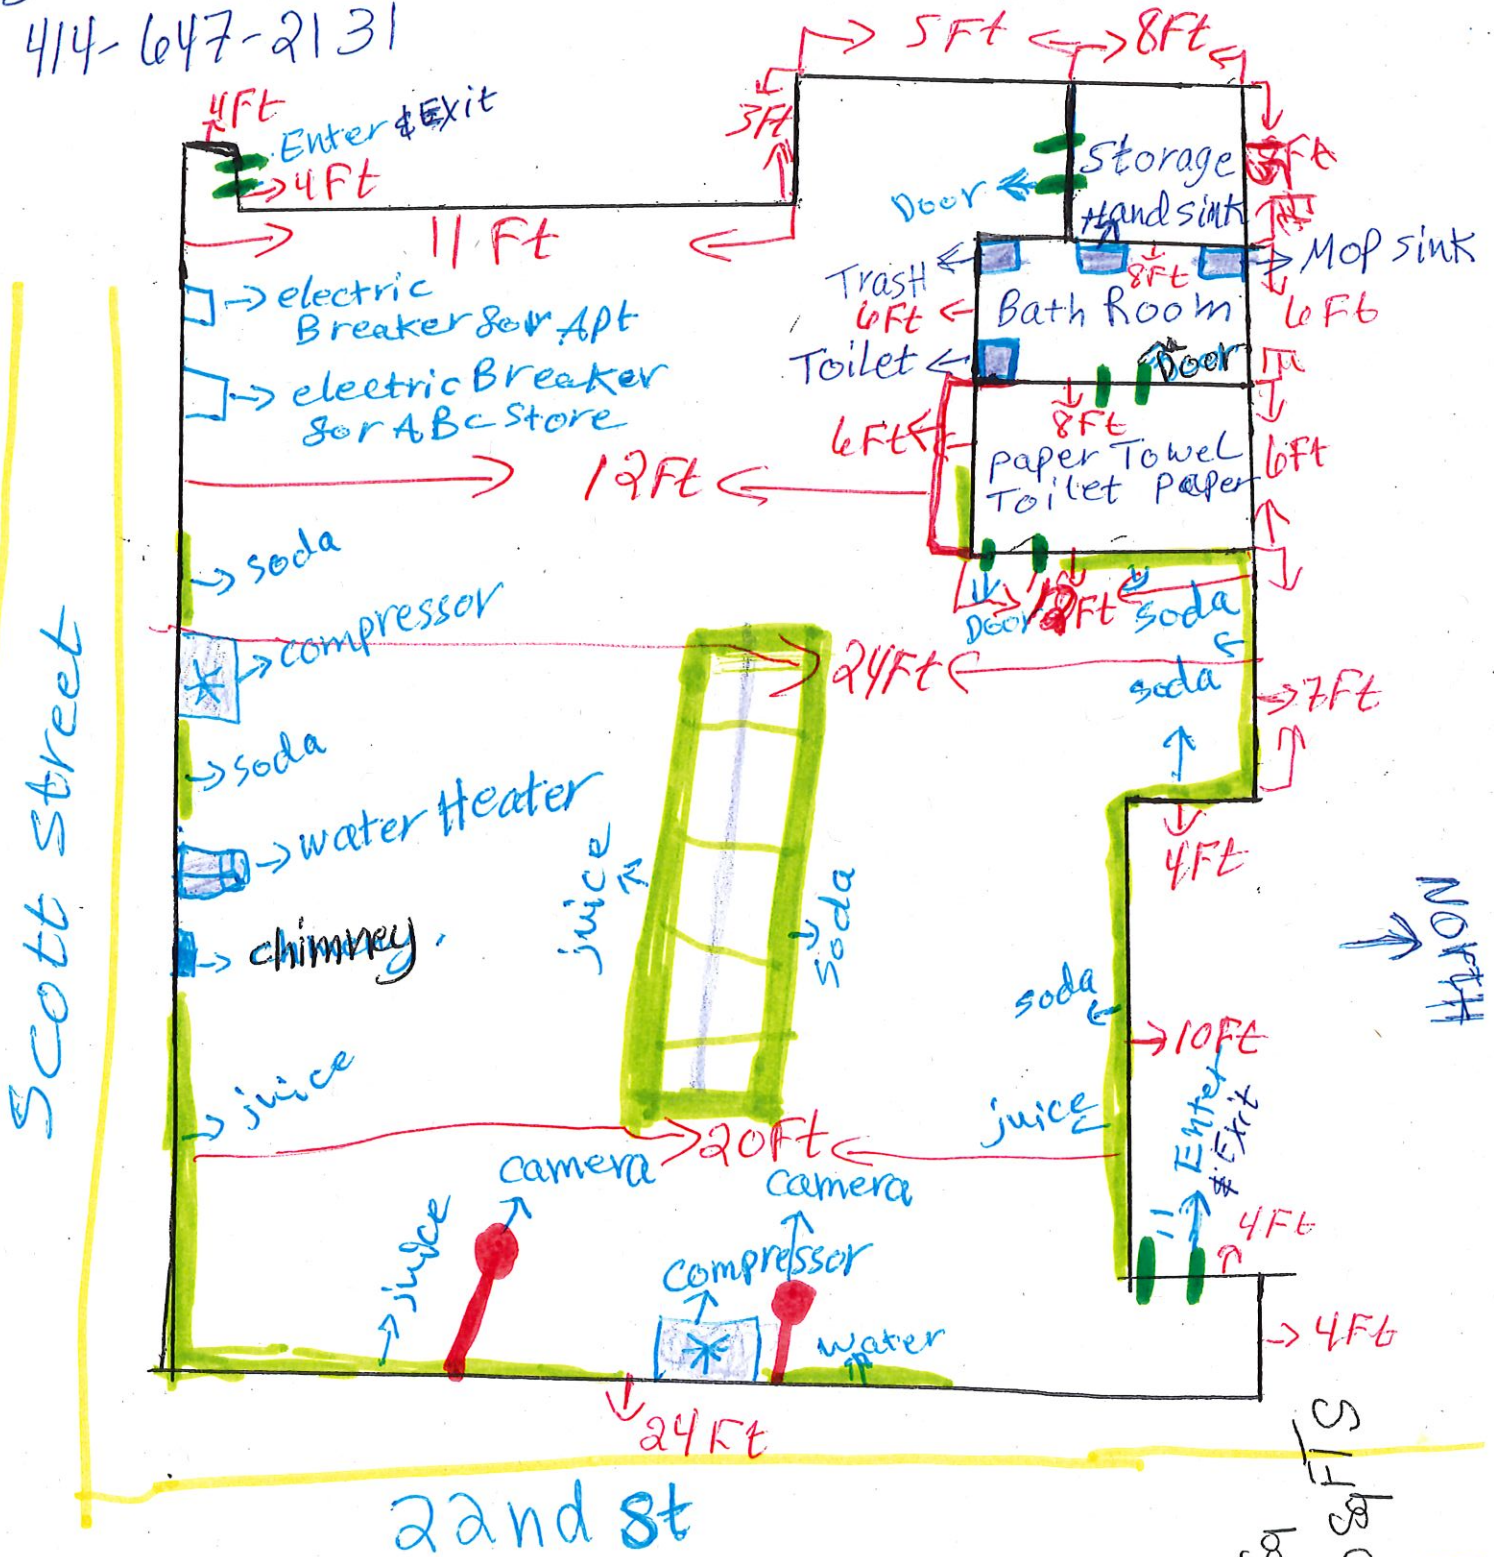 414-647-2131
5Ft
8Ft
4Ft
Enter & Exit
4Ft
3Ft
11 Ft
Storage
Door
Hand sink
Trash
8Ft
Mop sink
electric
Breaker for Apt
6Ft
Bath Room
6Ft
Toilet
Door
electric Breaker
for ABC Store
6Ft
8Ft
12Ft
paper Towel
Toilet paper
6Ft
soda
Door
soda
compressor
24Ft
soda
7Ft
soda
water Heater
4Ft
juice
soda
chimney.
Scott Street
North
soda
10Ft
juice
juice
Enter
& Exit
20Ft
camera
camera
4Ft
juice
compressor
water
4Ft
24Ft
22nd St